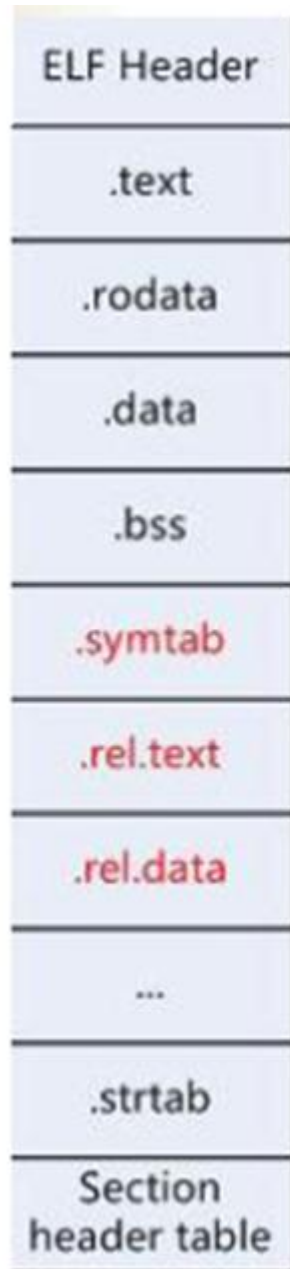 ELF Header
.text
.rodata
.data
.bss
.symtab
.rel.text
.rel.data
...
.strtab
Section
header table